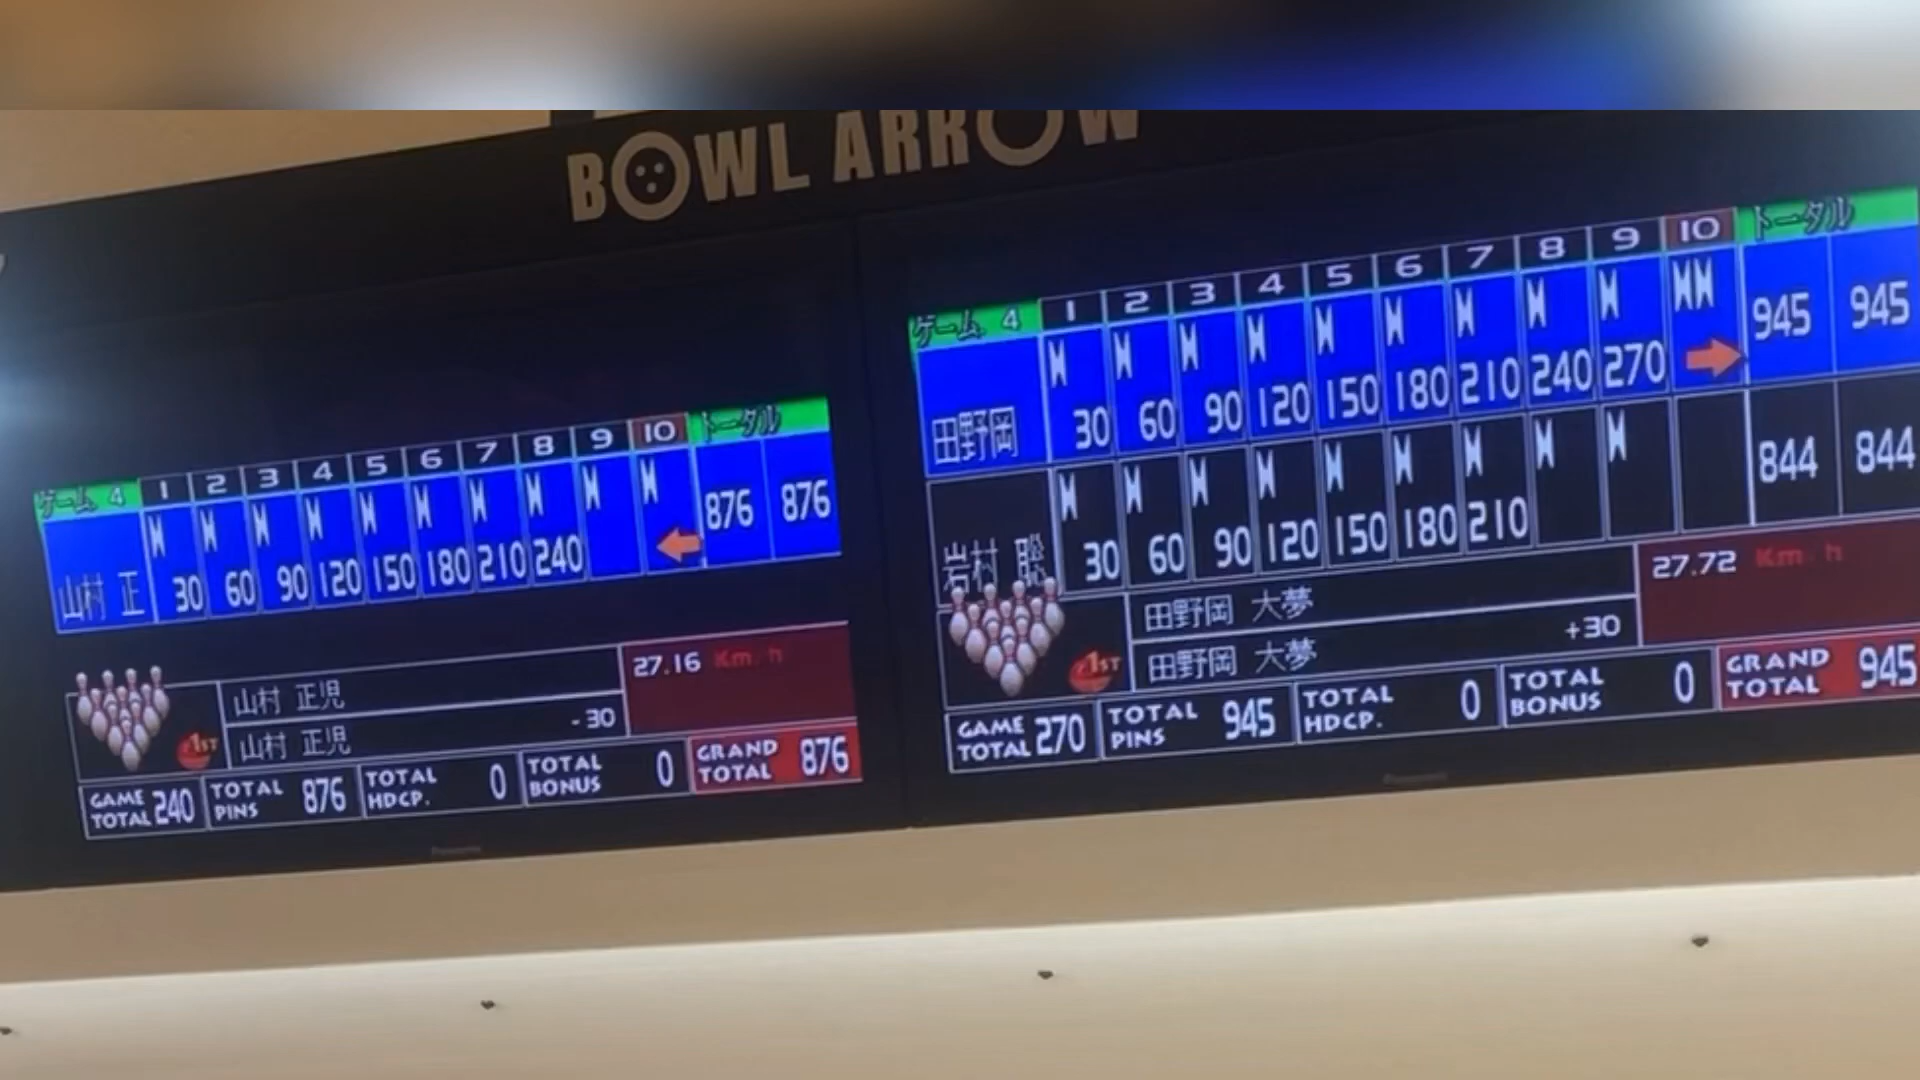 BOWL ARROW
ゲーム 4 1 2 3 4 5 6 7 8 9 10 トータル
山村 正 30 60 90 120 150 180 210 240 876 876
山村 正児 27.16 Km/h
山村 正児 -30
1ST
GAME TOTAL 240 TOTAL PINS 876 TOTAL HDCP. 0 TOTAL BONUS 0 GRAND TOTAL 876
ゲーム 4 1 2 3 4 5 6 7 8 9 10 トータル
田野岡 30 60 90 120 150 180 210 240 270 945 945
岩村 聡 30 60 90 120 150 180 210 844 844
田野岡 大夢 27.72 Km/h
田野岡 大夢 +30
1ST
GAME TOTAL 270 TOTAL PINS 945 TOTAL HDCP. 0 TOTAL BONUS 0 GRAND TOTAL 945